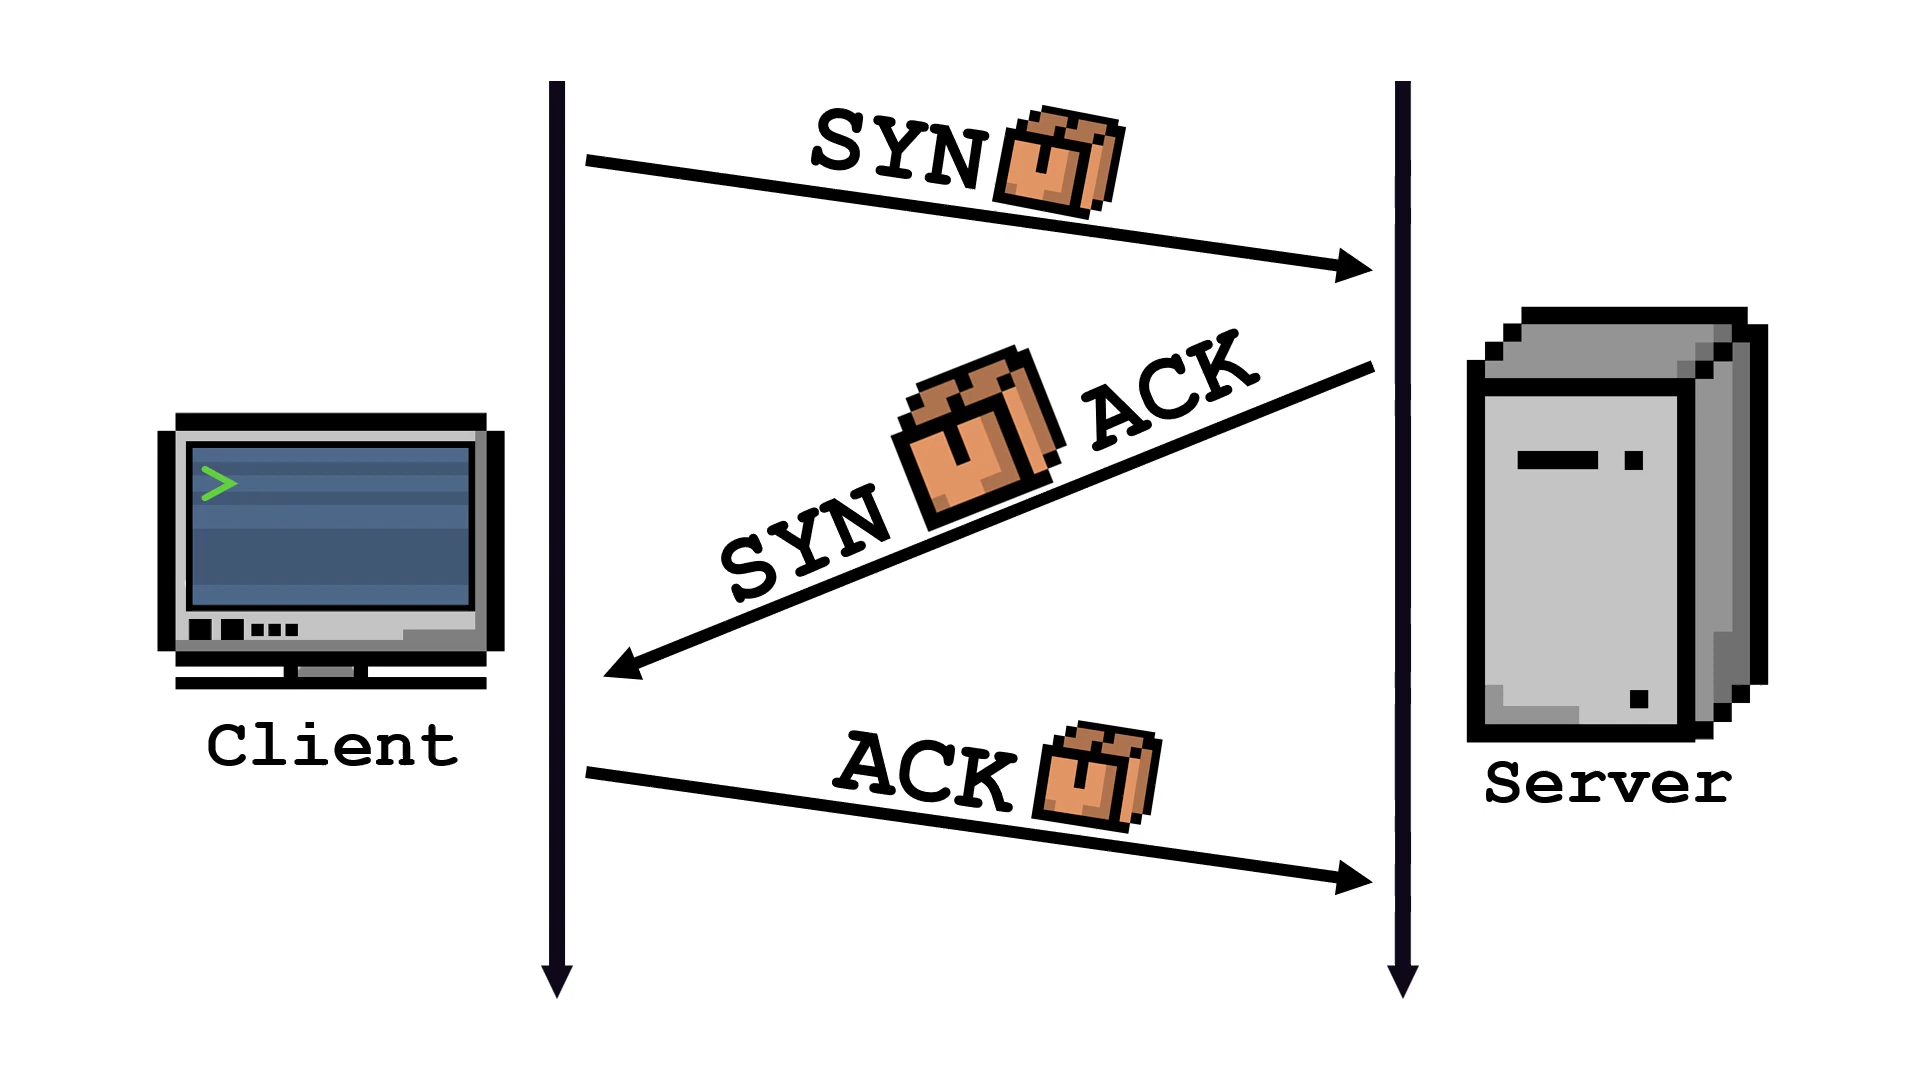 SYN
SYN ACK
ACK
Client
Server
>